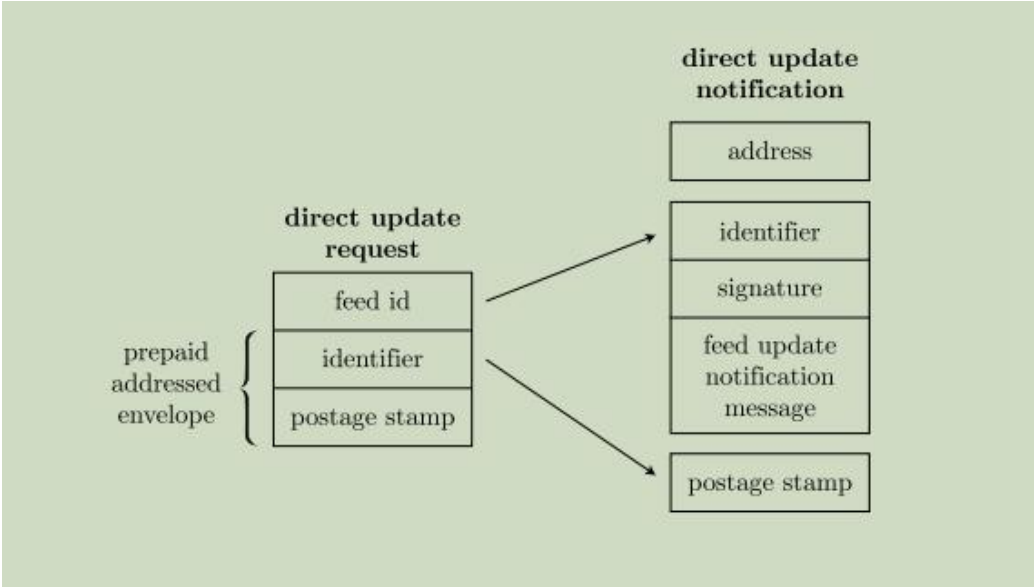 direct update
request
feed id
identifier
postage stamp
prepaid
addressed
envelope
direct update
notification
address
identifier
signature
feed update
notification
message
postage stamp